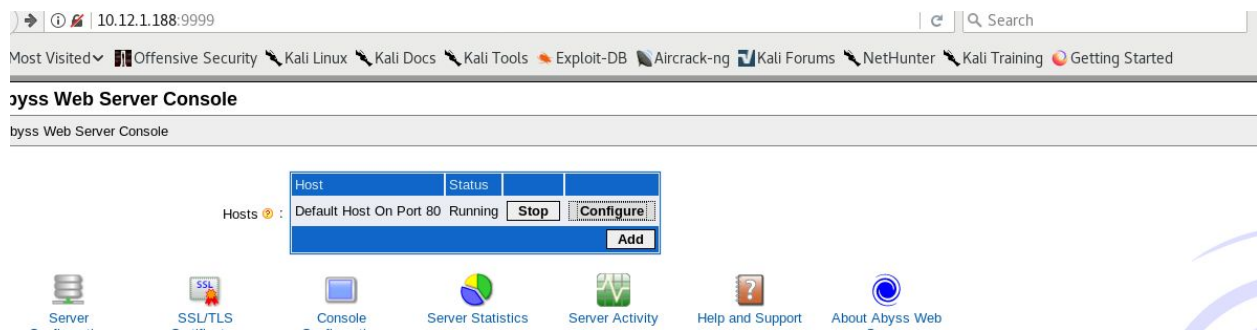 10.12.1.188:9999
Search
Most Visited Offensive Security Kali Linux Kali Docs Kali Tools Exploit-DB Aircrack-ng Kali Forums NetHunter Kali Training Getting Started
byss Web Server Console
byss Web Server Console
Host Status
Hosts ? : Default Host On Port 80 Running Stop Configure
Add
SSL
?
Server SSL/TLS Console Server Statistics Server Activity Help and Support About Abyss Web